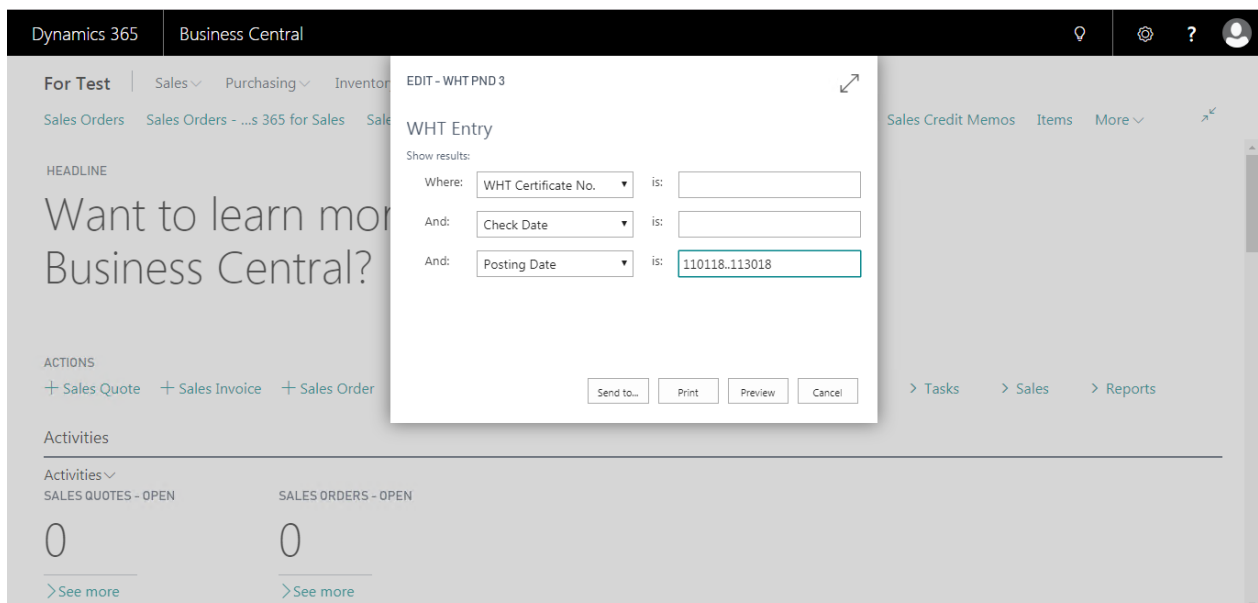 Dynamics 365 Business Central ?
For Test Sales Purchasing Inventor
Sales Orders Sales Orders - ...s 365 for Sales Sale Sales Credit Memos Items More
HEADLINE
Want to learn mor
Business Central?
EDIT - WHT PND 3
WHT Entry
Show results:
Where: WHT Certificate No. is:
And: Check Date is:
And: Posting Date is: 110118..113018
Send to... Print Preview Cancel
ACTIONS
+ Sales Quote + Sales Invoice + Sales Order > Tasks > Sales > Reports
Activities
Activities
SALES QUOTES - OPEN SALES ORDERS - OPEN
0 0
>See more >See more